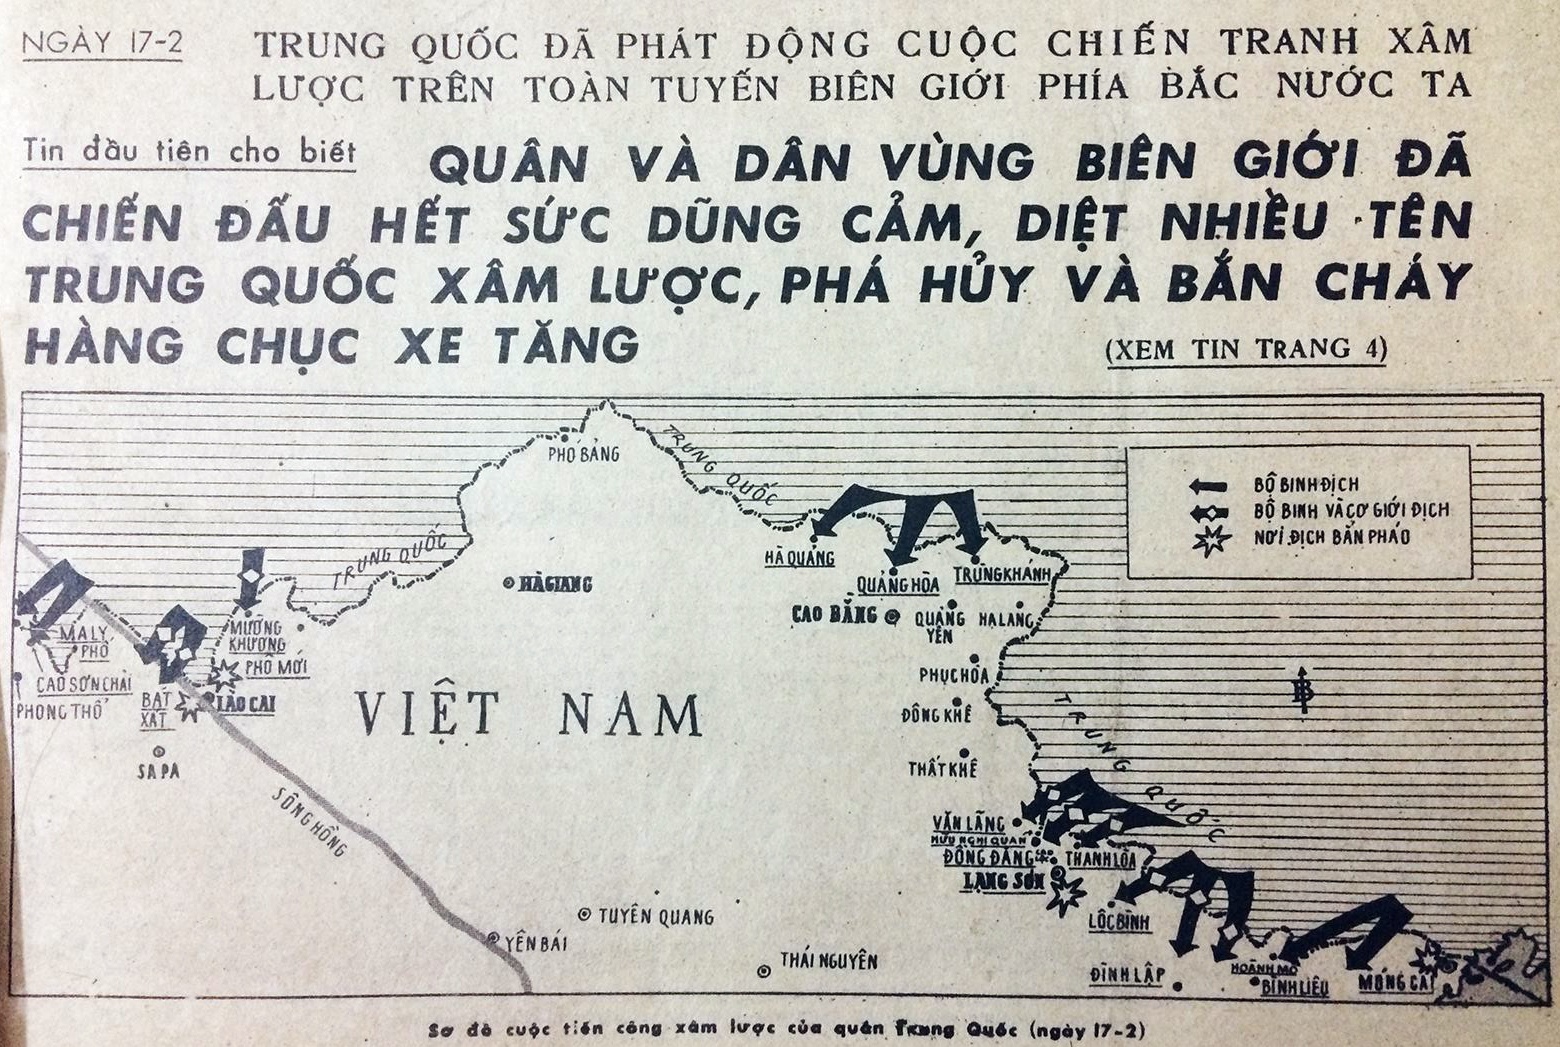 NGÀY 17-2
TRUNG QUỐC ĐÃ PHÁT ĐỘNG CUỘC CHIẾN TRANH XÂM
LƯỢC TRÊN TOÀN TUYẾN BIÊN GIỚI PHÍA BẮC NƯỚC TA
Tin đầu tiên cho biết
QUÂN VÀ DÂN VÙNG BIÊN GIỚI ĐÃ
CHIẾN ĐẤU HẾT SỨC DŨNG CẢM, DIỆT NHIỀU TÊN
TRUNG QUỐC XÂM LƯỢC, PHÁ HỦY VÀ BẮN CHÁY
HÀNG CHỤC XE TĂNG
(XEM TIN TRANG 4)
PHÓ BẢNG
TRUNG QUỐC
BỘ BINH ĐỊCH
BỘ BINH VÀ CƠ GIỚI ĐỊCH
NƠI ĐỊCH BẮN PHÁO
TRUNG QUỐC
HÀ QUẢNG
QUẢNG HÒA
TRÙNG KHÁNH
HÀ GIANG
CAO BẰNG
QUẢNG
YÊN
HẠ LANG
MA LY
PHÓ
MƯỜNG
KHƯƠNG
PHỐ MỚI
CAO SƠN CHẢI
PHONG THỔ
BÁT
XÁT
LÀO CAI
PHỤC HÒA
VIỆT NAM
ĐÔNG KHÊ
B
SA PA
THẤT KHÊ
TRUNG QUỐC
SÔNG HỒNG
VĂN LÃNG
HỮU NGHỊ QUAN
ĐỒNG ĐĂNG
THANH LÒA
LẠNG SƠN
LỘC BÌNH
TUYÊN QUANG
YÊN BÁI
THÁI NGUYÊN
ĐÌNH LẬP
HOÀNH MÔ
BÌNH LIÊU
MÓNG CÁI
Sơ đồ cuộc tiến công xâm lược của quân Trung Quốc (ngày 17-2)